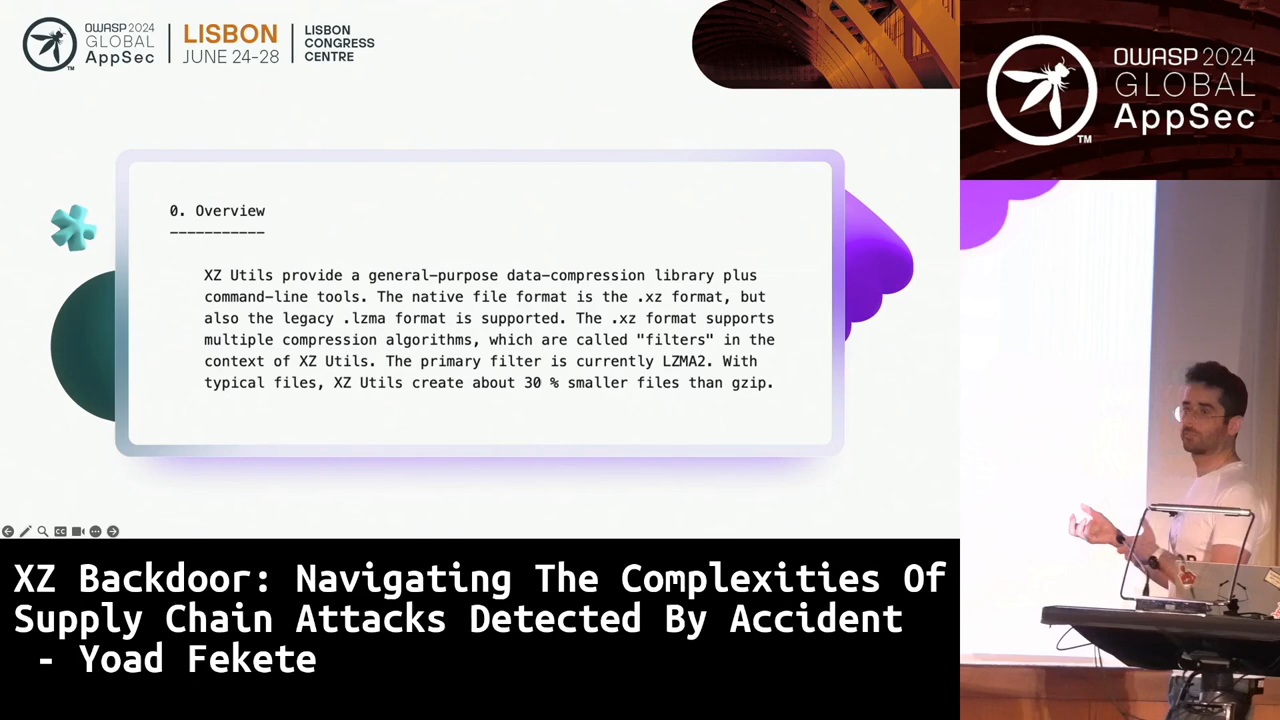 OWASP 2024
GLOBAL
AppSec
TM
LISBON
JUNE 24-28
LISBON
CONGRESS
CENTRE
0. Overview
-----------
XZ Utils provide a general-purpose data-compression library plus
command-line tools. The native file format is the .xz format, but
also the legacy .lzma format is supported. The .xz format supports
multiple compression algorithms, which are called "filters" in the
context of XZ Utils. The primary filter is currently LZMA2. With
typical files, XZ Utils create about 30 % smaller files than gzip.
CC
OWASP 2024
GLOBAL
AppSec
TM
XZ Backdoor: Navigating The Complexities Of
Supply Chain Attacks Detected By Accident
- Yoad Fekete